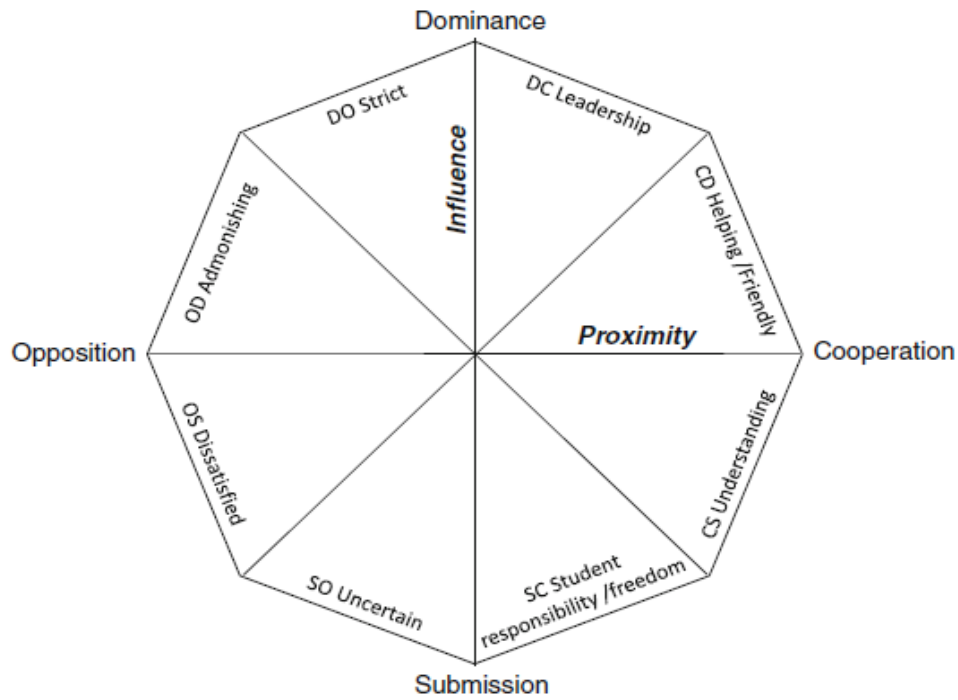 Dominance
DO Strict
DC Leadership
Influence
OD Admonishing
CD Helping /Friendly
Proximity
Opposition
Cooperation
OS Dissatisfied
CS Understanding
SO Uncertain
SC Student
responsibility /freedom
Submission